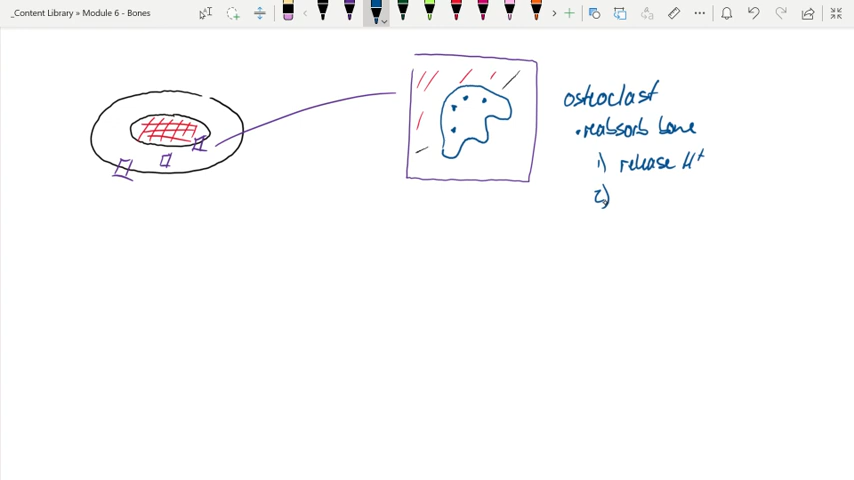 _Content Library » Module 6 - Bones
osteoclast
• reabsorb bone
1) release H+
2)